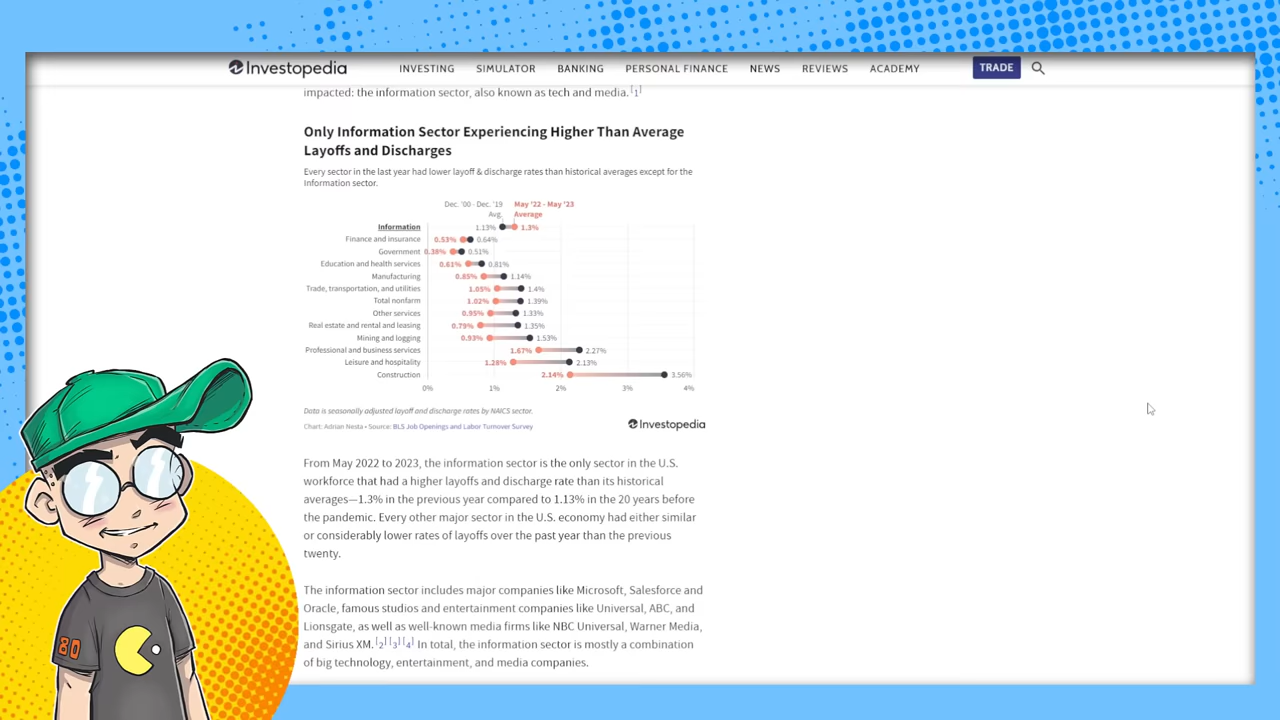 Investopedia
INVESTING SIMULATOR BANKING PERSONAL FINANCE NEWS REVIEWS ACADEMY TRADE
impacted: the information sector, also known as tech and media.[1]
Only Information Sector Experiencing Higher Than Average
Layoffs and Discharges
Every sector in the last year had lower layoff & discharge rates than historical averages except for the
Information sector.
Dec. '00 - Dec. '19 May '22 - May '23
Avg. Average
Information 1.13% 1.3%
Finance and insurance 0.53% 0.64%
Government 0.38% 0.51%
Education and health services 0.61% 0.81%
Manufacturing 0.85% 1.14%
Trade, transportation, and utilities 1.05% 1.4%
Total nonfarm 1.02% 1.39%
Other services 0.95% 1.33%
Real estate and rental and leasing 0.79% 1.35%
Mining and logging 0.93% 1.53%
Professional and business services 1.67% 2.27%
Leisure and hospitality 1.28% 2.13%
Construction 2.14% 3.56%
0% 1% 2% 3% 4%
Data is seasonally adjusted layoff and discharge rates by NAICS sector.
Chart: Adrian Nesta • Source: BLS Job Openings and Labor Turnover Survey
Investopedia
From May 2022 to 2023, the information sector is the only sector in the U.S.
workforce that had a higher layoffs and discharge rate than its historical
averages—1.3% in the previous year compared to 1.13% in the 20 years before
the pandemic. Every other major sector in the U.S. economy had either similar
or considerably lower rates of layoffs over the past year than the previous
twenty.
The information sector includes major companies like Microsoft, Salesforce and
Oracle, famous studios and entertainment companies like Universal, ABC, and
Lionsgate, as well as well-known media firms like NBC Universal, Warner Media,
and Sirius XM.[2][3][4] In total, the information sector is mostly a combination
of big technology, entertainment, and media companies.
80